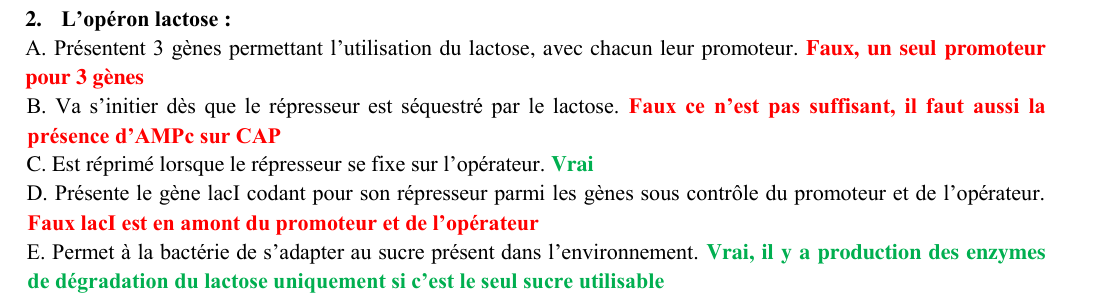 2. L’opéron lactose :
A. Présentent 3 gènes permettant l’utilisation du lactose, avec chacun leur promoteur. Faux, un seul promoteur
pour 3 gènes
B. Va s’initier dès que le répresseur est séquestré par le lactose. Faux ce n’est pas suffisant, il faut aussi la
présence d’AMPc sur CAP
C. Est réprimé lorsque le répresseur se fixe sur l’opérateur. Vrai
D. Présente le gène lacI codant pour son répresseur parmi les gènes sous contrôle du promoteur et de l’opérateur.
Faux lacI est en amont du promoteur et de l’opérateur
E. Permet à la bactérie de s’adapter au sucre présent dans l’environnement. Vrai, il y a production des enzymes
de dégradation du lactose uniquement si c’est le seul sucre utilisable